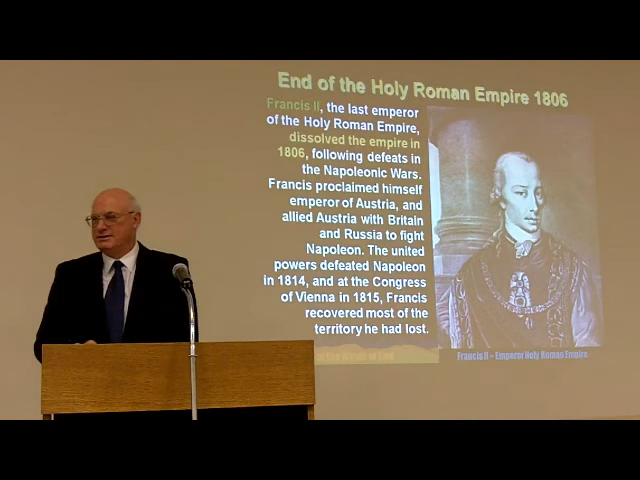 End of the Holy Roman Empire 1806
Francis II, the last emperor
of the Holy Roman Empire,
dissolved the empire in
1806, following defeats in
the Napoleonic Wars.
Francis proclaimed himself
emperor of Austria, and
allied Austria with Britain
and Russia to fight
Napoleon. The united
powers defeated Napoleon
in 1814, and at the Congress
of Vienna in 1815, Francis
recovered most of the
territory he had lost.
Francis II – Emperor Holy Roman Empire